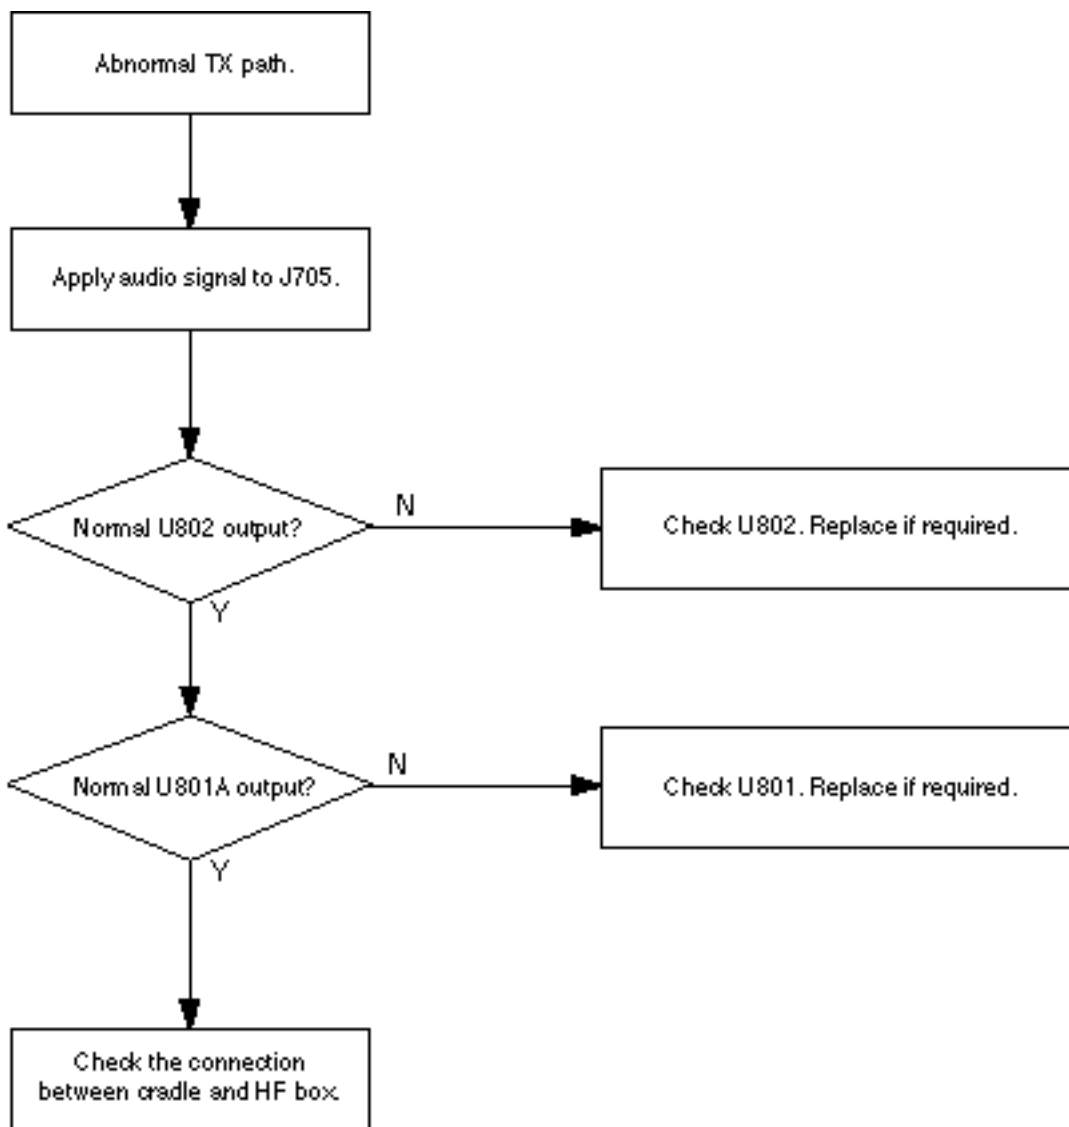 Abnormal TX path.
Apply audio signal to J705.
Normal U802 output?
N
Check U802. Replace if required.
Y
Normal U801A output?
N
Check U801. Replace if required.
Y
Check the connection
between cradle and HF box.